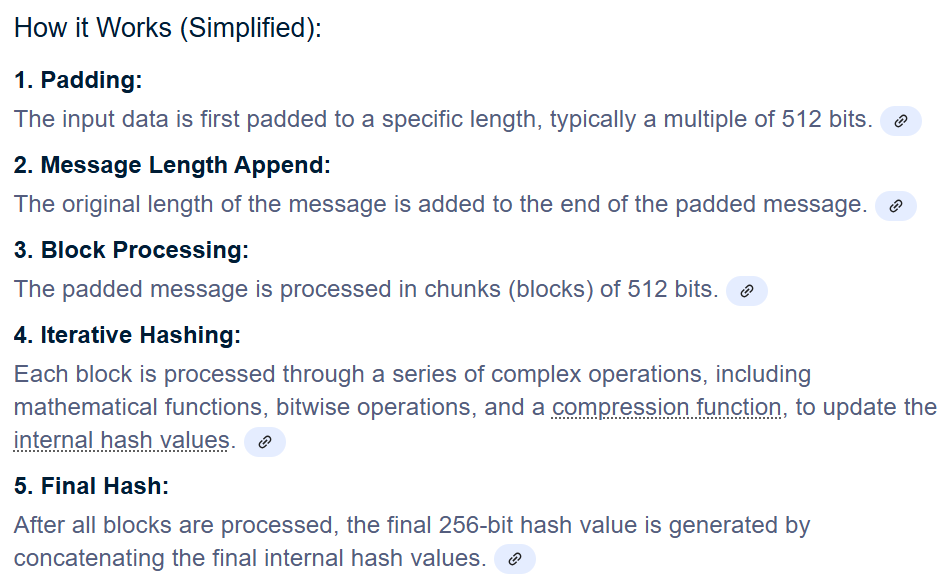 How it Works (Simplified):
1. Padding:
The input data is first padded to a specific length, typically a multiple of 512 bits.
2. Message Length Append:
The original length of the message is added to the end of the padded message.
3. Block Processing:
The padded message is processed in chunks (blocks) of 512 bits.
4. Iterative Hashing:
Each block is processed through a series of complex operations, including
mathematical functions, bitwise operations, and a compression function, to update the
internal hash values.
5. Final Hash:
After all blocks are processed, the final 256-bit hash value is generated by
concatenating the final internal hash values.